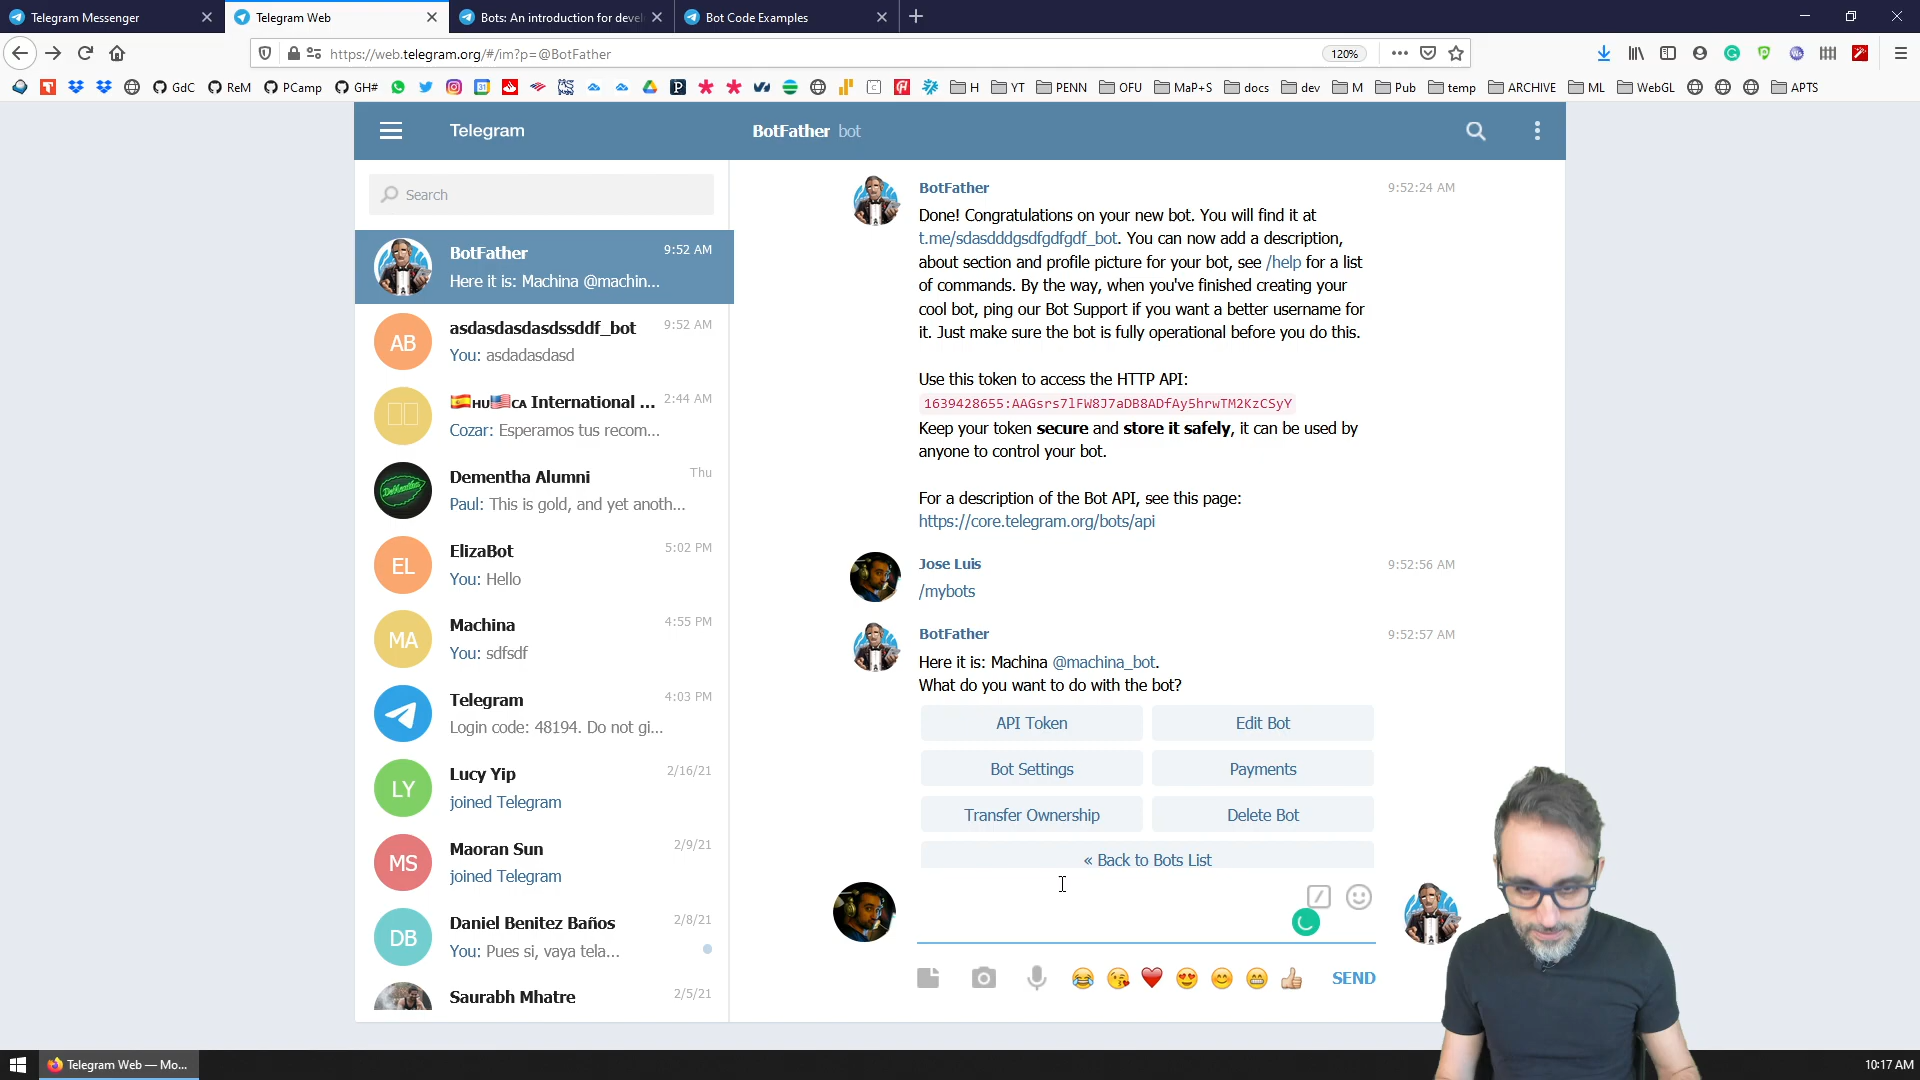 Telegram Messenger
Telegram Web
Bots: An introduction for devel
Bot Code Examples
https://web.telegram.org/#/im?p=@BotFather
120%
GdC
ReM
PCamp
GH#
H
YT
PENN
OFU
MaP+S
docs
dev
M
Pub
temp
ARCHIVE
ML
WebGL
APTS
Telegram
BotFather bot
Search
BotFather 9:52 AM
Here it is: Machina @machin...
AB
asdasdasdasdssddf_bot 9:52 AM
You: asdadasdasd
🇪🇸HU🇺🇸CA International ... 2:44 AM
Cozar: Esperamos tus recom...
Dementha Alumni Thu
Paul: This is gold, and yet anoth...
EL
ElizaBot 5:02 PM
You: Hello
MA
Machina 4:55 PM
You: sdfsdf
Telegram 4:03 PM
Login code: 48194. Do not gi...
LY
Lucy Yip 2/16/21
joined Telegram
MS
Maoran Sun 2/9/21
joined Telegram
DB
Daniel Benitez Baños 2/8/21
You: Pues si, vaya tela...
Saurabh Mhatre 2/5/21
BotFather 9:52:24 AM
Done! Congratulations on your new bot. You will find it at
t.me/sdasdddgsdfgdfgdf_bot. You can now add a description,
about section and profile picture for your bot, see /help for a list
of commands. By the way, when you've finished creating your
cool bot, ping our Bot Support if you want a better username for
it. Just make sure the bot is fully operational before you do this.
Use this token to access the HTTP API:
1639428655:AAGsrs7lFW8J7aDB8ADfAy5hrwTM2KzCSyY
Keep your token secure and store it safely, it can be used by
anyone to control your bot.
For a description of the Bot API, see this page:
https://core.telegram.org/bots/api
Jose Luis 9:52:56 AM
/mybots
BotFather 9:52:57 AM
Here it is: Machina @machina_bot.
What do you want to do with the bot?
API Token
Edit Bot
Bot Settings
Payments
Transfer Ownership
Delete Bot
« Back to Bots List
SEND
Telegram Web — Mo...
10:17 AM